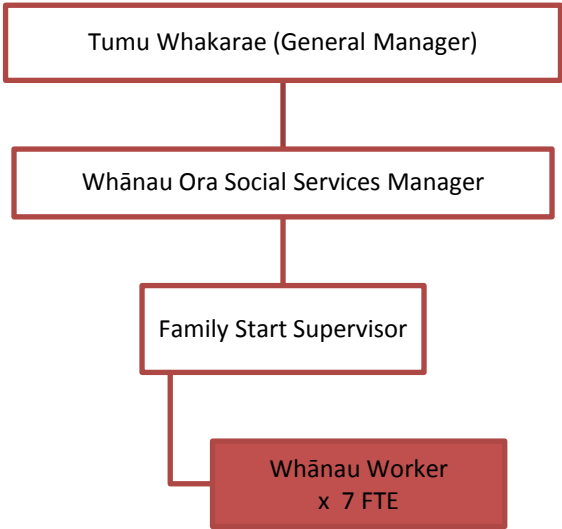 Tumu Whakarae (General Manager)
Whānau Ora Social Services Manager
Family Start Supervisor
Whānau Worker
x 7 FTE